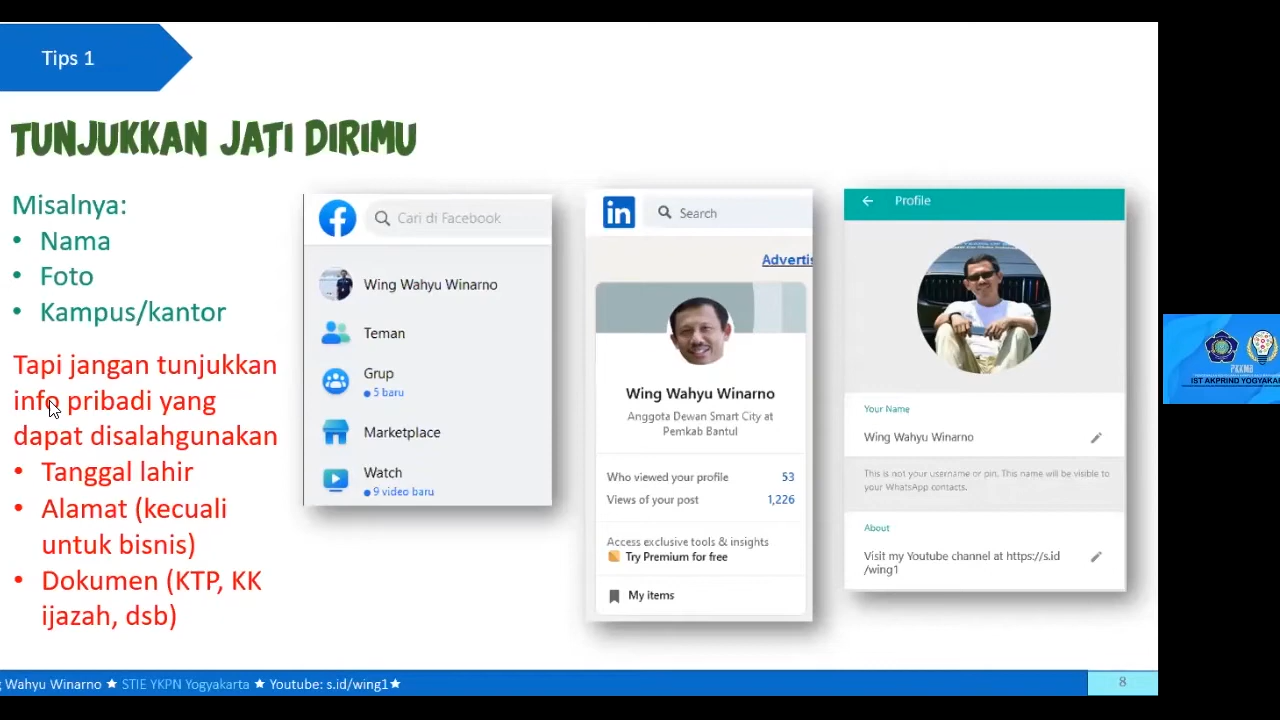 Tips 1
TUNJUKKAN JATI DIRIMU
Misalnya:
• Nama
• Foto
• Kampus/kantor
Tapi jangan tunjukkan
info pribadi yang
dapat disalahgunakan
• Tanggal lahir
• Alamat (kecuali
untuk bisnis)
• Dokumen (KTP, KK
ijazah, dsb)
Cari di Facebook
Wing Wahyu Winarno
Teman
Grup
5 baru
Marketplace
Watch
9 video baru
in
Search
Advertis
Wing Wahyu Winarno
Anggota Dewan Smart City at
Pemkab Bantul
Who viewed your profile 53
Views of your post 1,226
Access exclusive tools & insights
Try Premium for free
My items
Profile
Your Name
Wing Wahyu Winarno
This is not your username or pin. This name will be visible to
your WhatsApp contacts.
About
Visit my Youtube channel at https://s.id
/wing1
PKKMB
IST AKPRIND YOGYAKAR
g Wahyu Winarno ★ STIE YKPN Yogyakarta ★ Youtube: s.id/wing1★
8